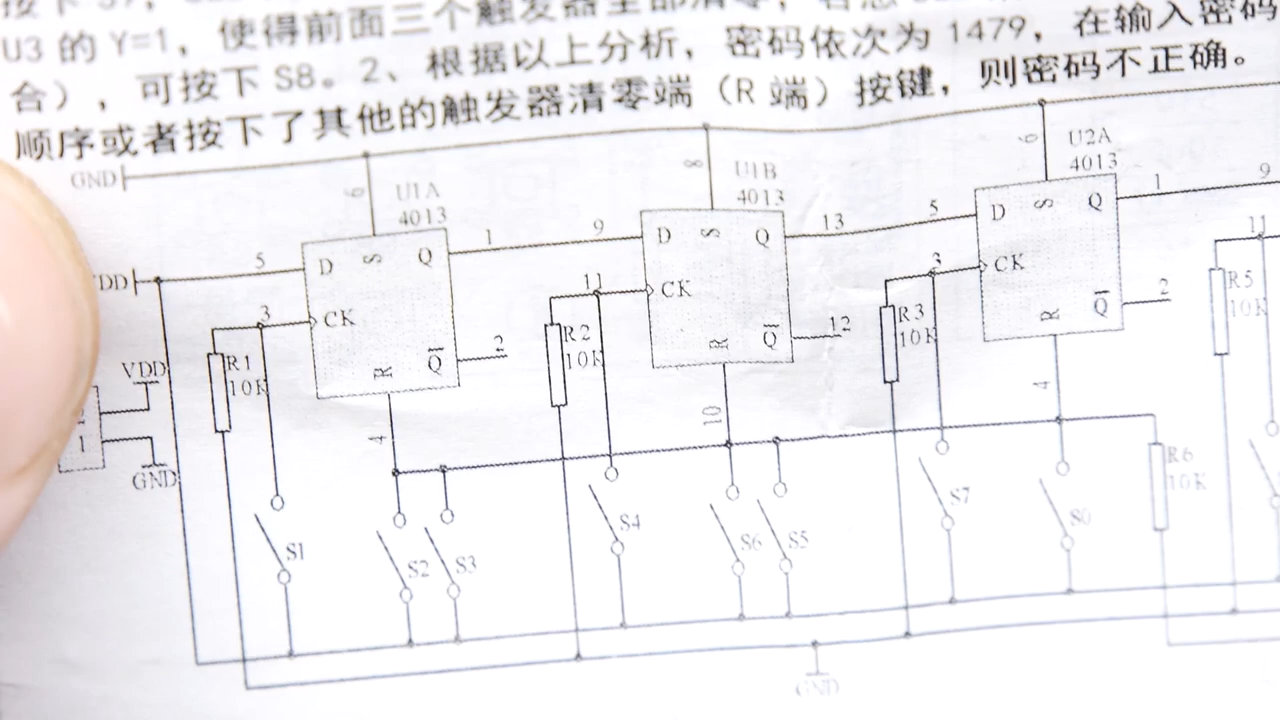 U3 的 Y=1，使得前面三个触发器全部清零，
合），可按下 S8。2、根据以上分析，密码依次为 1479，在输入密码
顺序或者按下了其他的触发器清零端（R 端）按键，则密码不正确。
GND
6 U1A 4013
8 U1B 4013
6 U2A 4013
VDD 5 D S Q 1
9 D S Q 13
5 D S Q 1 9
3 CK R Q̅ 2
11 CK R Q̅ 12
3 CK R Q̅ 2
11
R1 10K
R2 10K
R3 10K
R5 10K
VDD
1
GND
4
10
4
R6 10K
S1
S2
S3
S4
S6
S5
S7
S0
GND